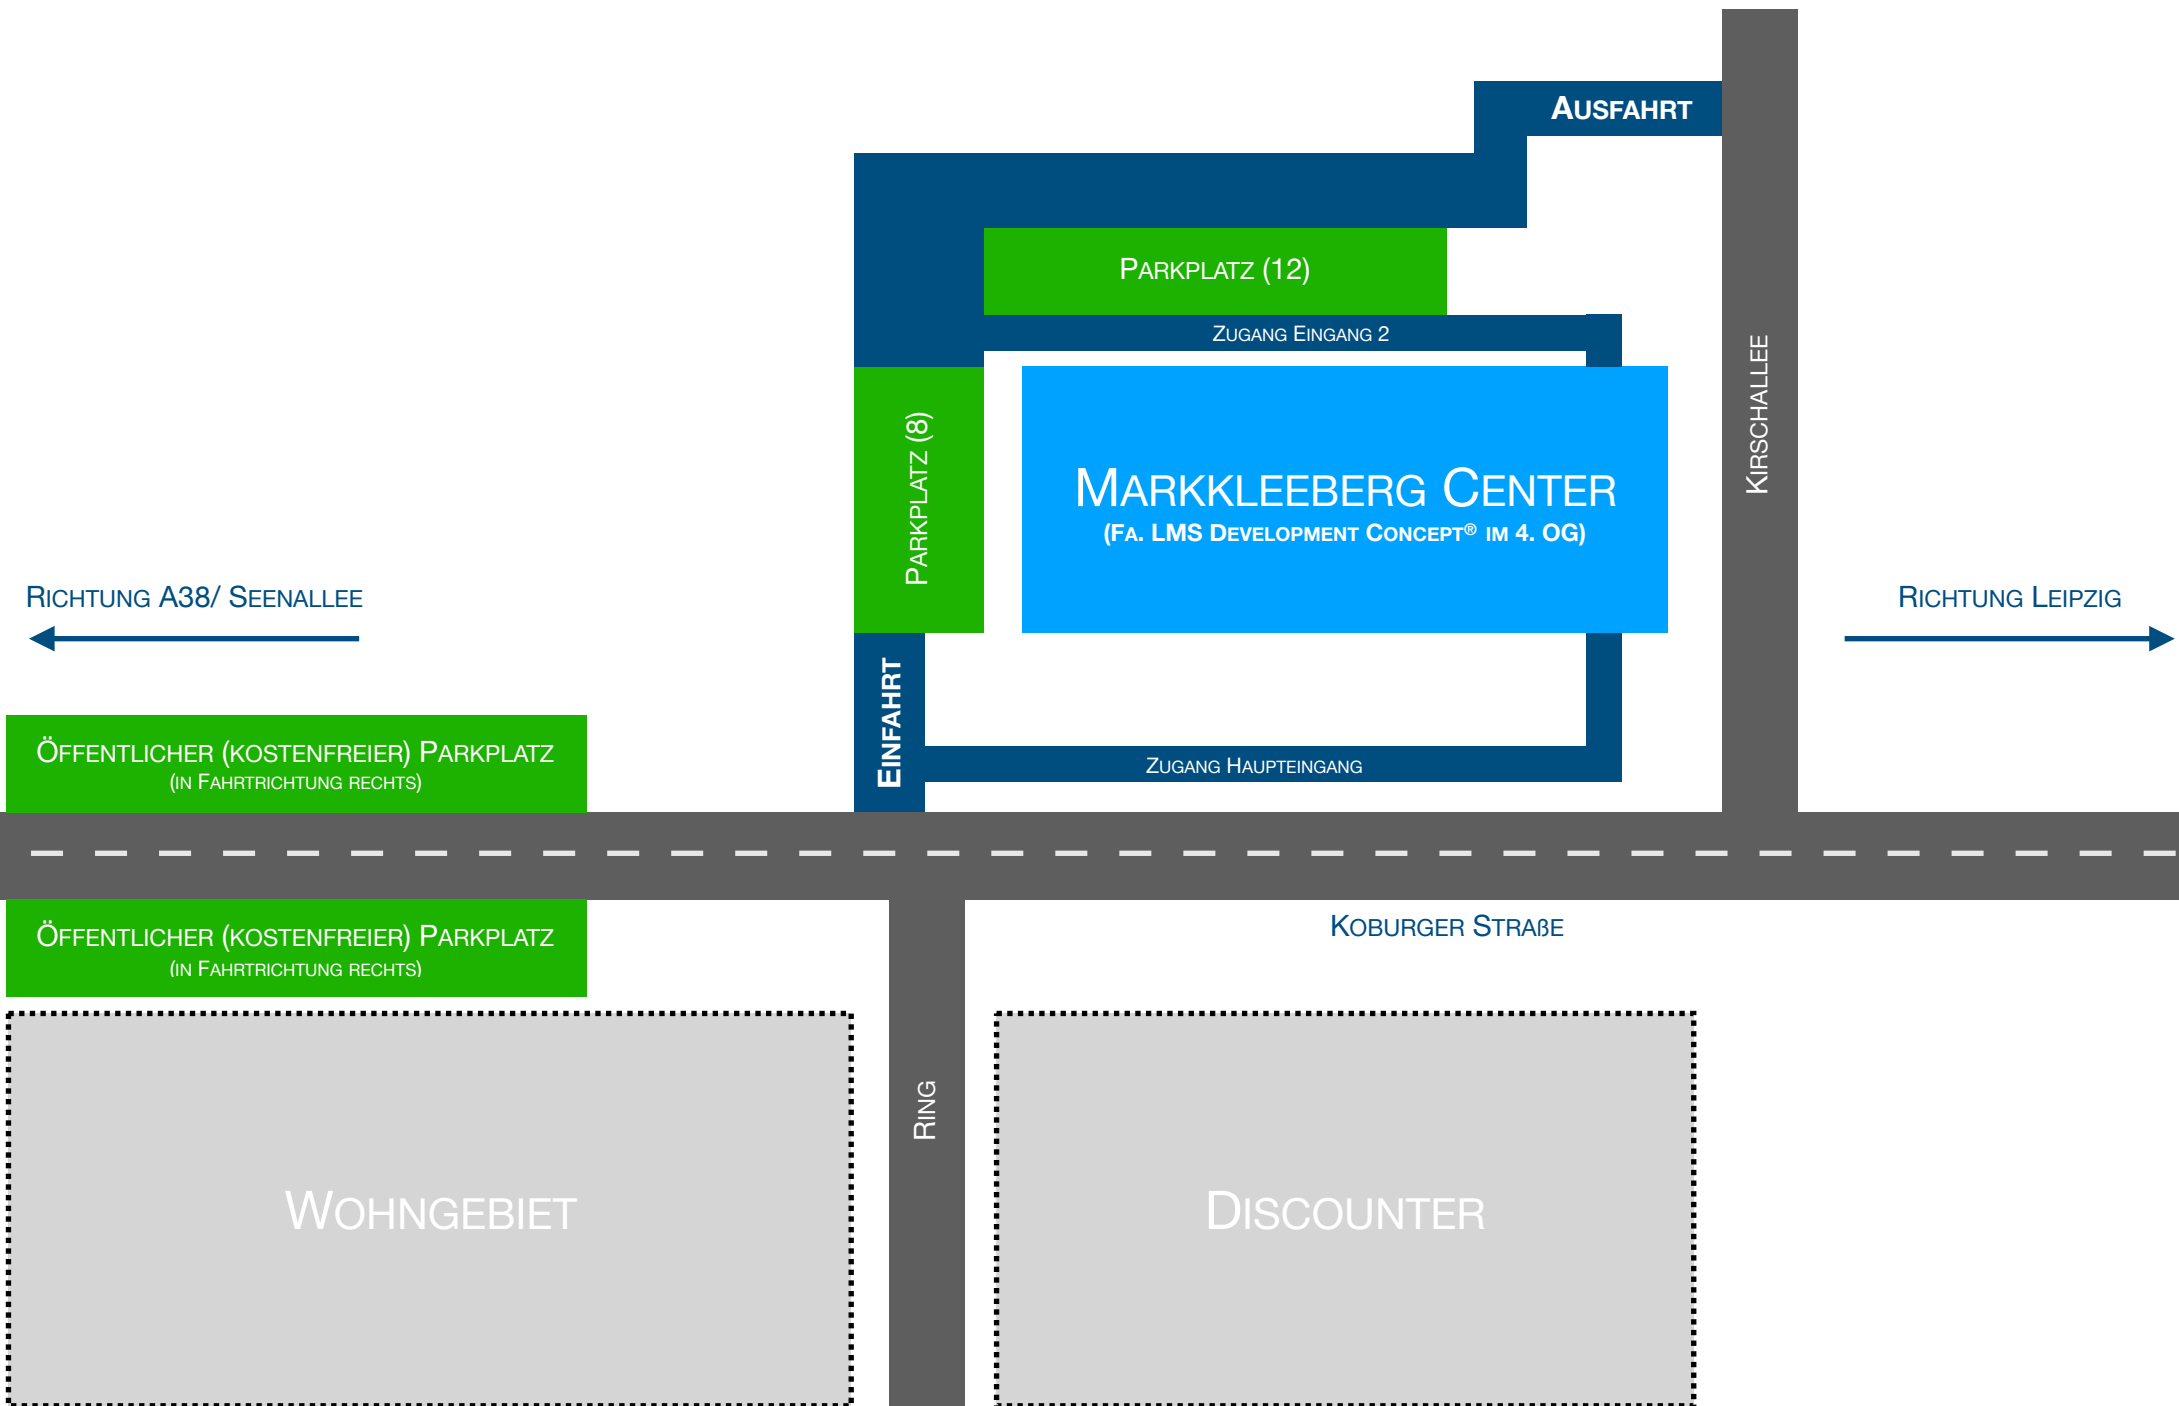 Ausfahrt
Parkplatz (12)
Zugang Eingang 2
Kirschallee
Parkplatz (8)
Markkleeberg Center
(Fa. LMS Development Concept® im 4. OG)
Richtung A38/ Seenallee
Richtung Leipzig
Einfahrt
Öffentlicher (kostenfreier) Parkplatz
(in Fahrtrichtung rechts)
Zugang Haupteingang
Koburger Straße
Öffentlicher (kostenfreier) Parkplatz
(in Fahrtrichtung rechts)
Ring
Wohngebiet
Discounter